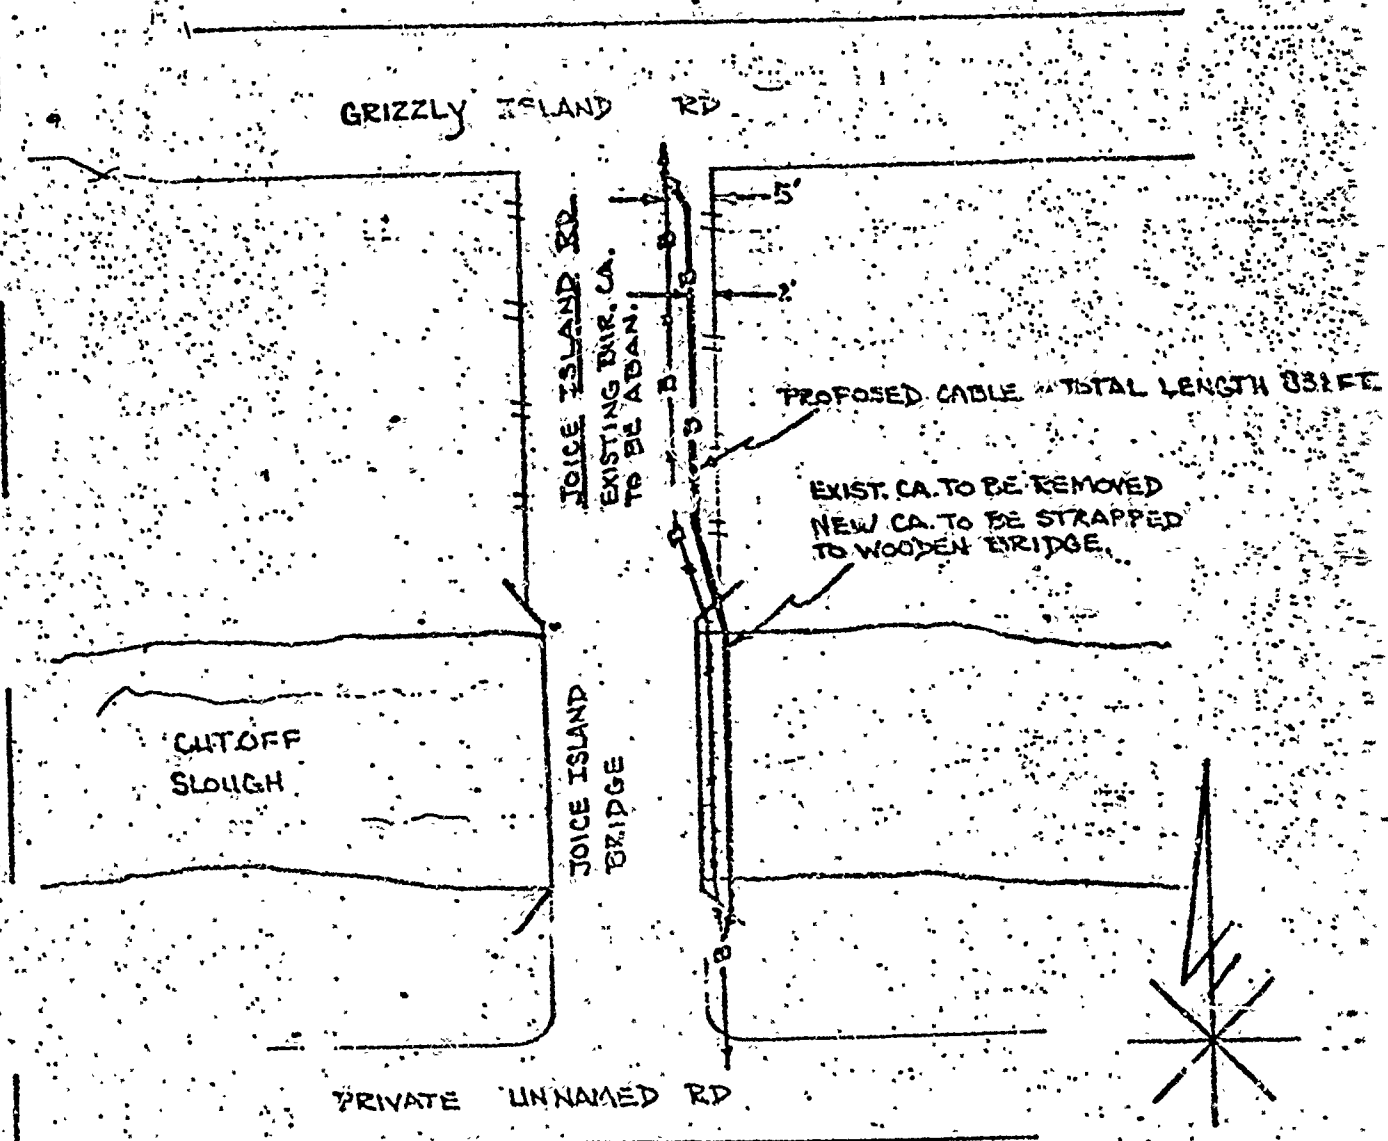 GRIZZLY ISLAND RD
5'
2'
JOICE ISLAND RD.
EXISTING BUR. CA.
TO BE ABAN.
B
B
B
B
B
PROPOSED CABLE - TOTAL LENGTH FT.
EXIST. CA. TO BE REMOVED
NEW CA. TO BE STRAPPED
TO WOODEN BRIDGE.
CUTOFF
SLOUGH
JOICE ISLAND
BRIDGE
B
PRIVATE UNNAMED RD